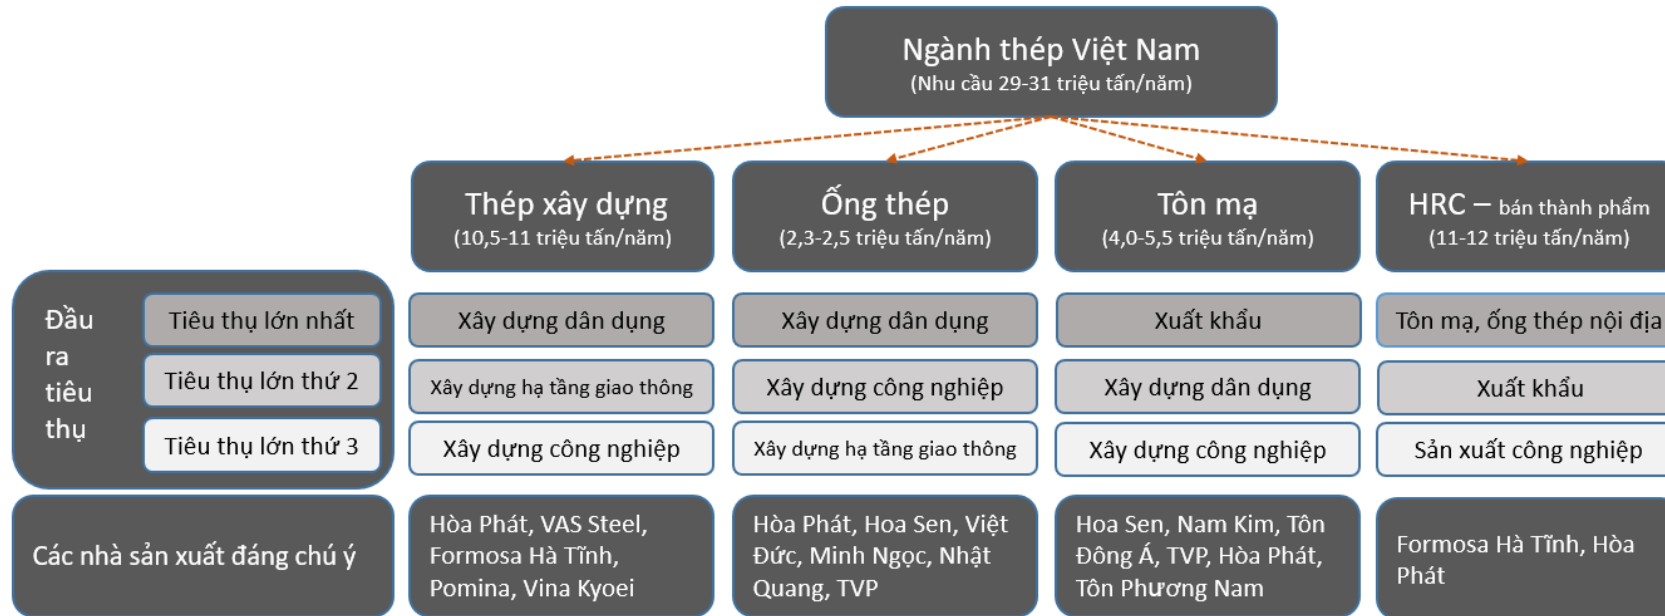 Ngành thép Việt Nam
(Nhu cầu 29-31 triệu tấn/năm)
Thép xây dựng
(10,5-11 triệu tấn/năm)
Ống thép
(2,3-2,5 triệu tấn/năm)
Tôn mạ
(4,0-5,5 triệu tấn/năm)
HRC – bán thành phẩm
(11-12 triệu tấn/năm)
Đầu
ra
tiêu
thụ
Tiêu thụ lớn nhất
Xây dựng dân dụng
Xây dựng dân dụng
Xuất khẩu
Tôn mạ, ống thép nội địa
Tiêu thụ lớn thứ 2
Xây dựng hạ tầng giao thông
Xây dựng công nghiệp
Xây dựng dân dụng
Xuất khẩu
Tiêu thụ lớn thứ 3
Xây dựng công nghiệp
Xây dựng hạ tầng giao thông
Xây dựng công nghiệp
Sản xuất công nghiệp
Các nhà sản xuất đáng chú ý
Hòa Phát, VAS Steel,
Formosa Hà Tĩnh,
Pomina, Vina Kyoei
Hòa Phát, Hoa Sen, Việt
Đức, Minh Ngọc, Nhật
Quang, TVP
Hoa Sen, Nam Kim, Tôn
Đông Á, TVP, Hòa Phát,
Tôn Phương Nam
Formosa Hà Tĩnh, Hòa
Phát